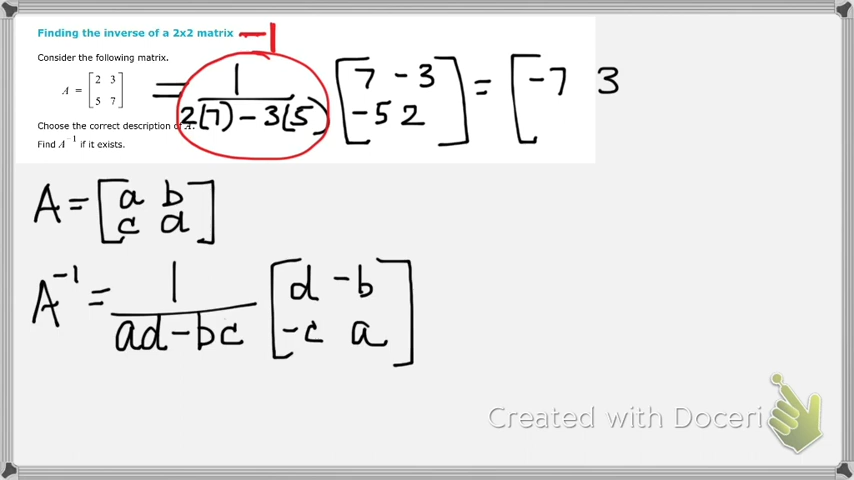 Finding the inverse of a 2x2 matrix -1
Consider the following matrix.
A = [ 2 3
5 7 ]
= 1 / 2(7) - 3(5) [ 7 -3
-5 2 ] = [ -7 3
Choose the correct description of A.
Find A^-1 if it exists.
A = [ a b
c d ]
A^-1 = 1 / ad - bc [ d -b
-c a ]
Created with Doceri